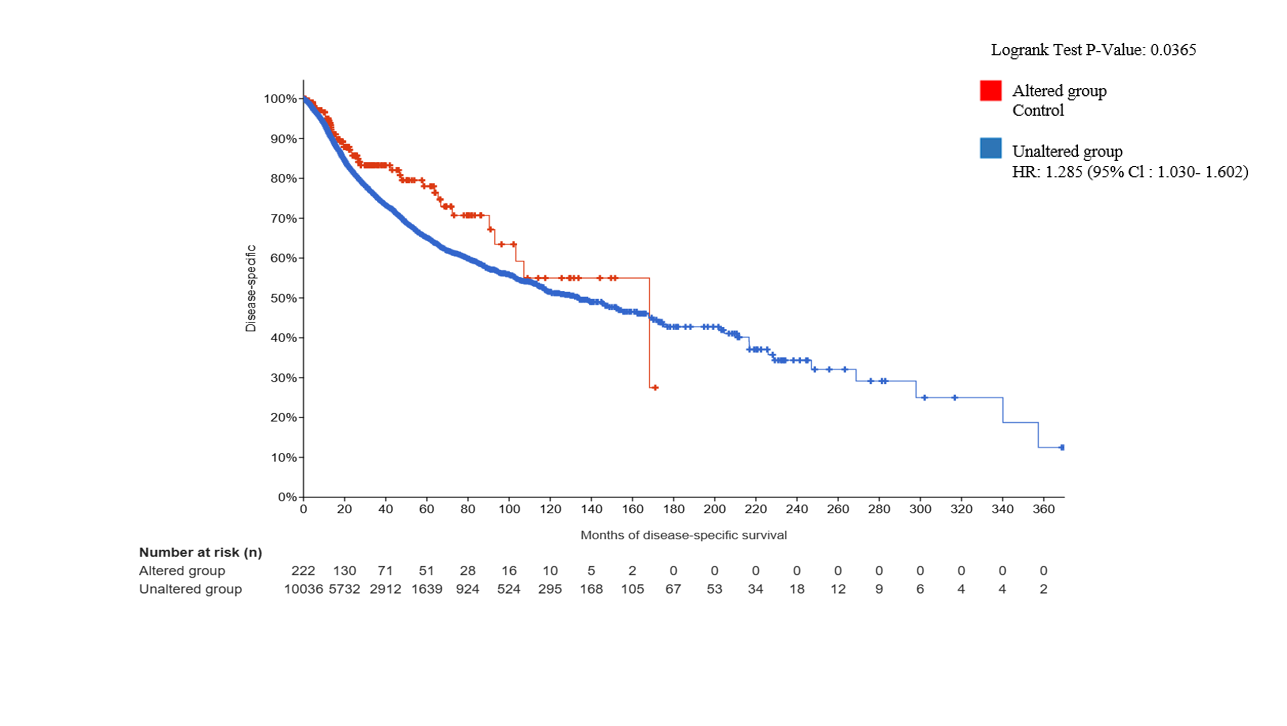 Logrank Test P-Value: 0.0365
Altered group
Control
Unaltered group
HR: 1.285 (95% Cl : 1.030- 1.602)
100%
90%
80%
70%
60%
50%
40%
30%
20%
10%
0%
Disease-specific
0 20 40 60 80 100 120 140 160 180 200 220 240 260 280 300 320 340 360
Months of disease-specific survival
Number at risk (n)
Altered group 222 130 71 51 28 16 10 5 2 0 0 0 0 0 0 0 0 0 0
Unaltered group 10036 5732 2912 1639 924 524 295 168 105 67 53 34 18 12 9 6 4 4 2